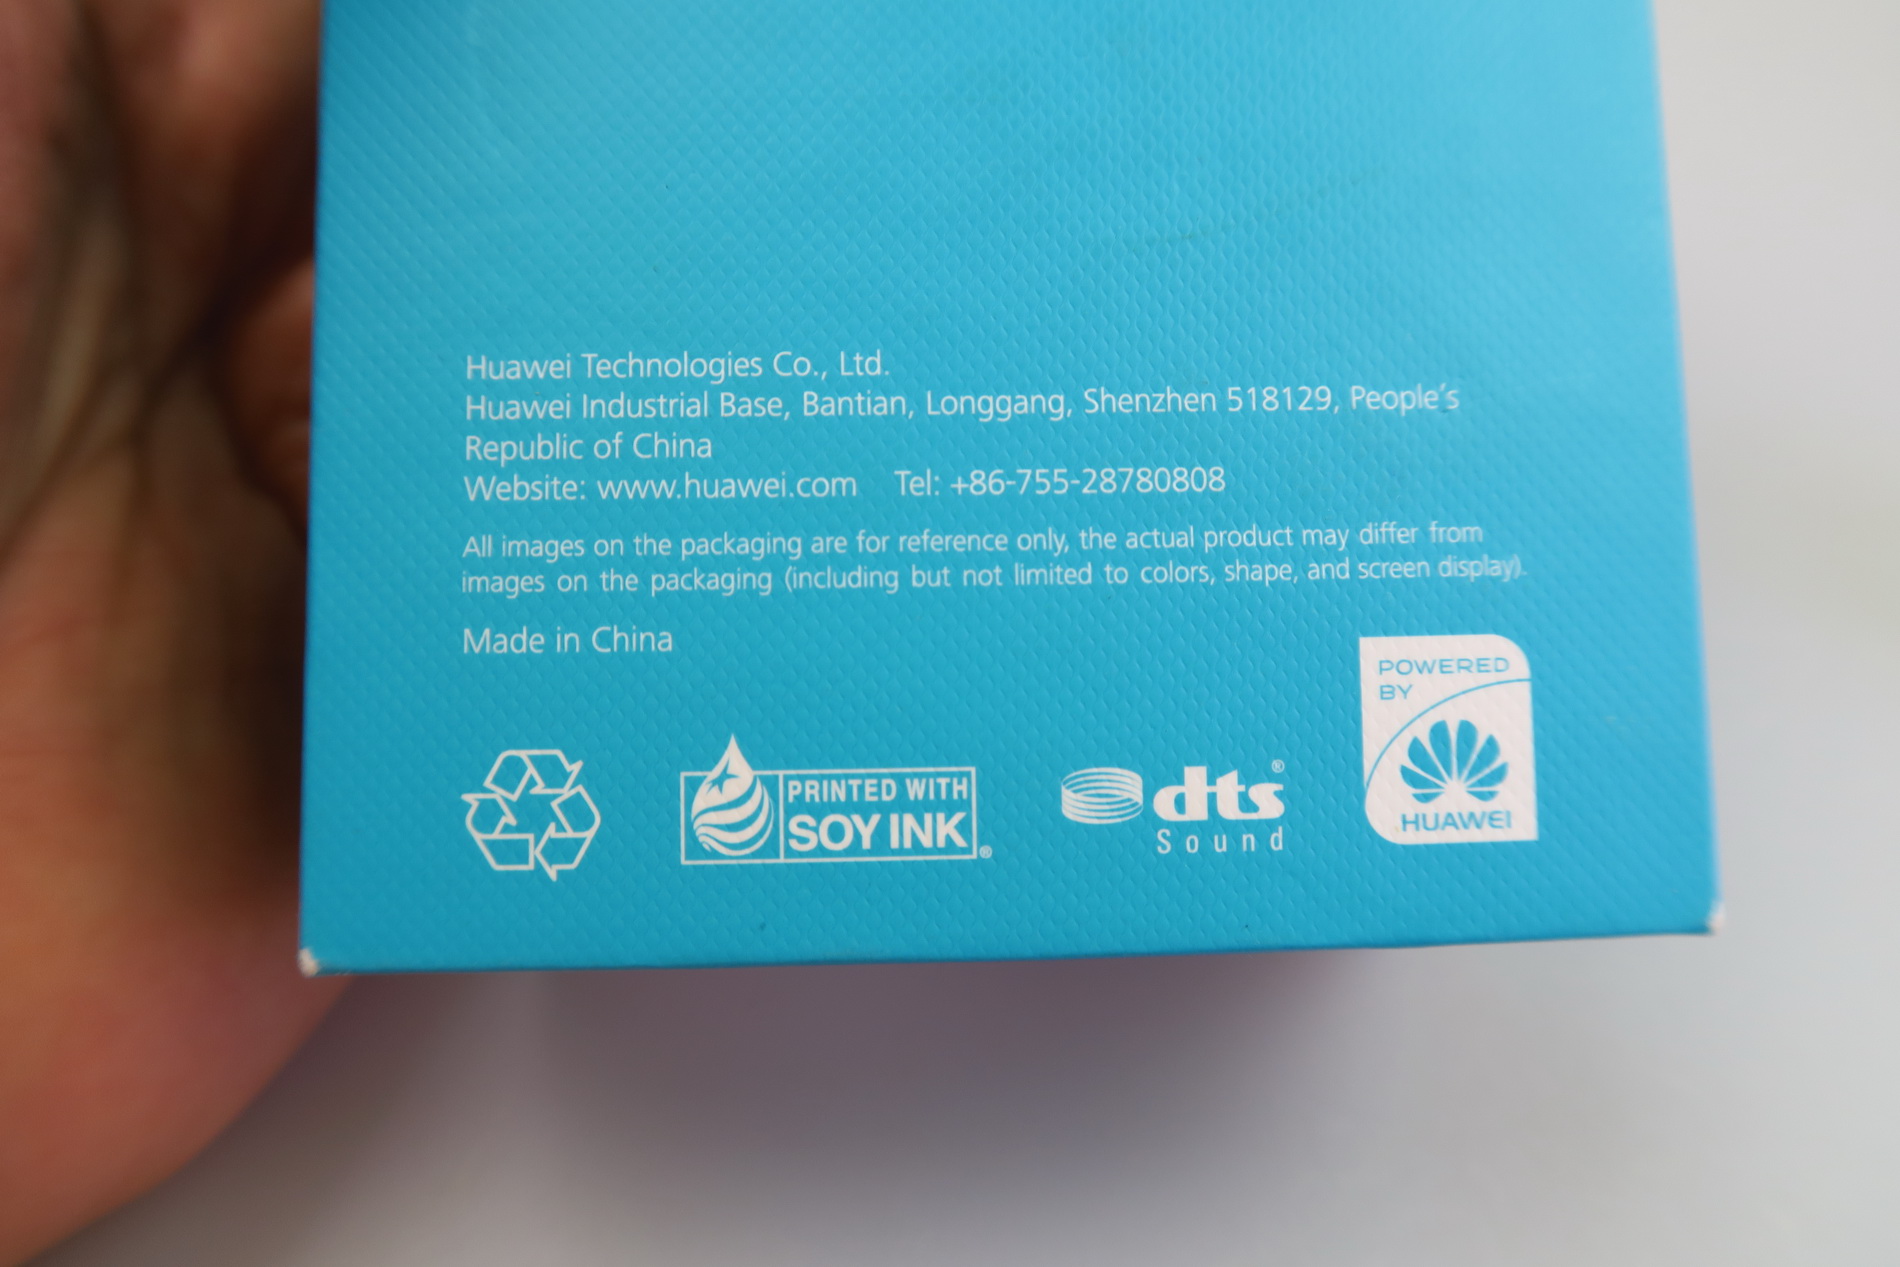 Huawei Technologies Co., Ltd.
Huawei Industrial Base, Bantian, Longgang, Shenzhen 518129, People's
Republic of China
Website: www.huawei.com Tel: +86-755-28780808
All images on the packaging are for reference only, the actual product may differ from
images on the packaging (including but not limited to colors, shape, and screen display).
Made in China
PRINTED WITH
SOY INK®
dts®
Sound
POWERED
BY
HUAWEI